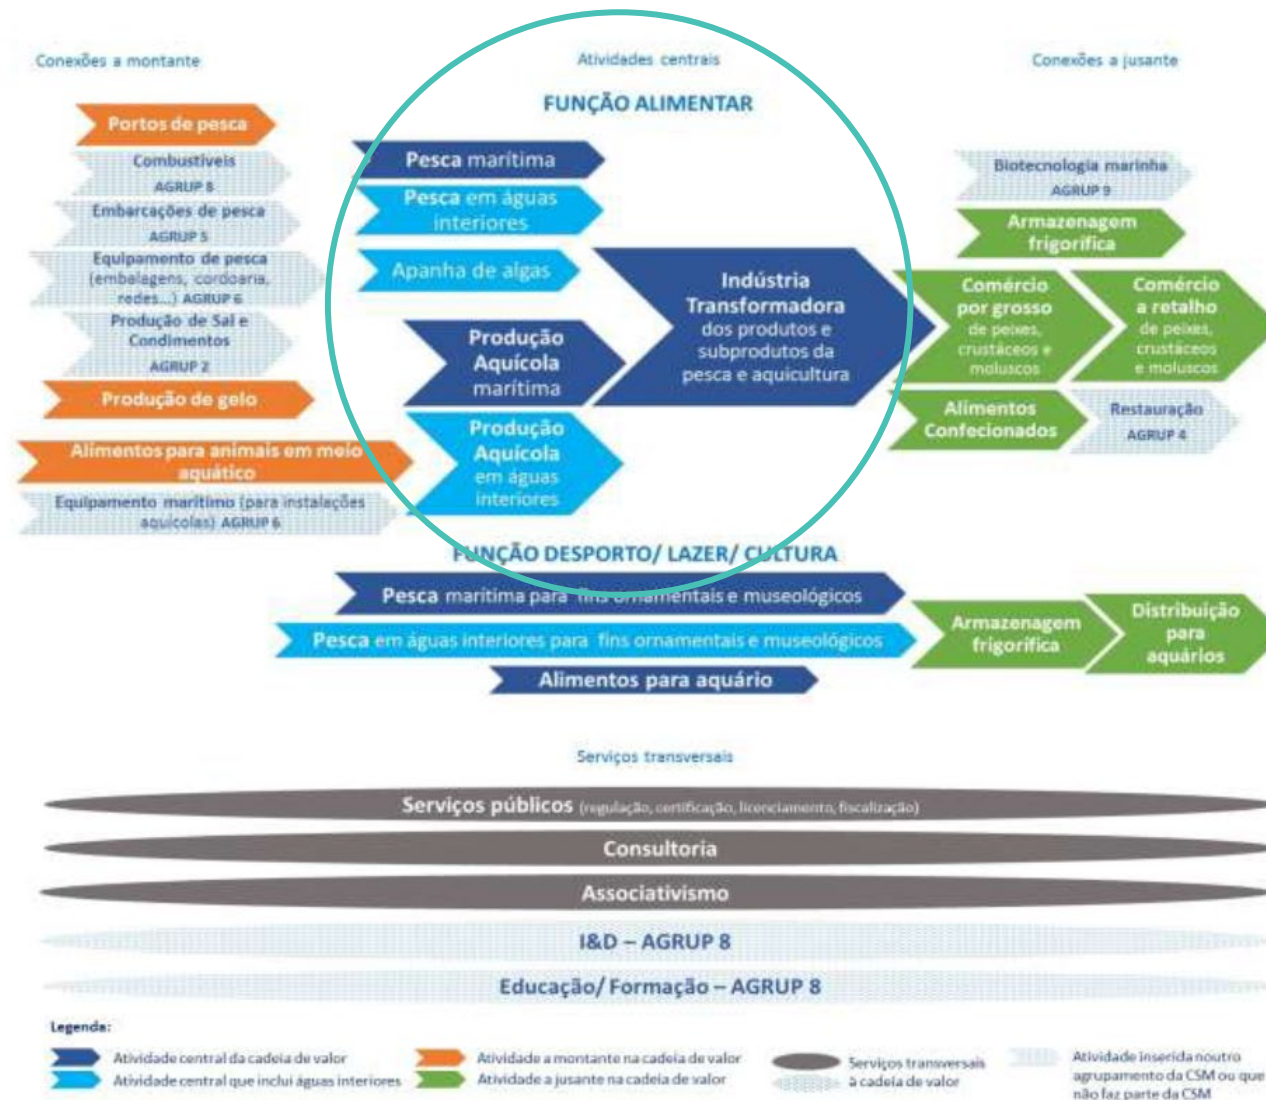 Conexões a montante
Atividades centrais
Conexões a jusante
FUNÇÃO ALIMENTAR
Portos de pesca
Combustíveis
AGRUP 8
Embarcações de pesca
AGRUP 5
Equipamento de pesca
(embalagens, cordoaria,
redes...) AGRUP 6
Produção de Sal e
Condimentos
AGRUP 2
Produção de gelo
Alimentos para animais em meio
aquático
Equipamento marítimo (para instalações
aquícolas) AGRUP 6
Pesca marítima
Pesca em águas
interiores
Apanha de algas
Produção
Aquícola
marítima
Produção
Aquícola
em águas
interiores
Indústria
Transformadora
dos produtos e
subprodutos da
pesca e aquicultura
Biotecnologia marinha
AGRUP 9
Armazenagem
frigorífica
Comércio
por grosso
de peixes,
crustáceos e
moluscos
Comércio
a retalho
de peixes,
crustáceos
e moluscos
Alimentos
Confecionados
Restauração
AGRUP 4
FUNÇÃO DESPORTO/ LAZER/ CULTURA
Pesca marítima para fins ornamentais e museológicos
Pesca em águas interiores para fins ornamentais e museológicos
Alimentos para aquário
Armazenagem
frigorífica
Distribuição
para
aquários
Serviços transversais
Serviços públicos (regulação, certificação, licenciamento, fiscalização)
Consultoria
Associativismo
I&D – AGRUP 8
Educação/ Formação – AGRUP 8
Legenda:
Atividade central da cadeia de valor
Atividade central que inclui águas interiores
Atividade a montante na cadeia de valor
Atividade a jusante na cadeia de valor
Serviços transversais
à cadeia de valor
Atividade inserida noutro
agrupamento da CSM ou que
não faz parte da CSM